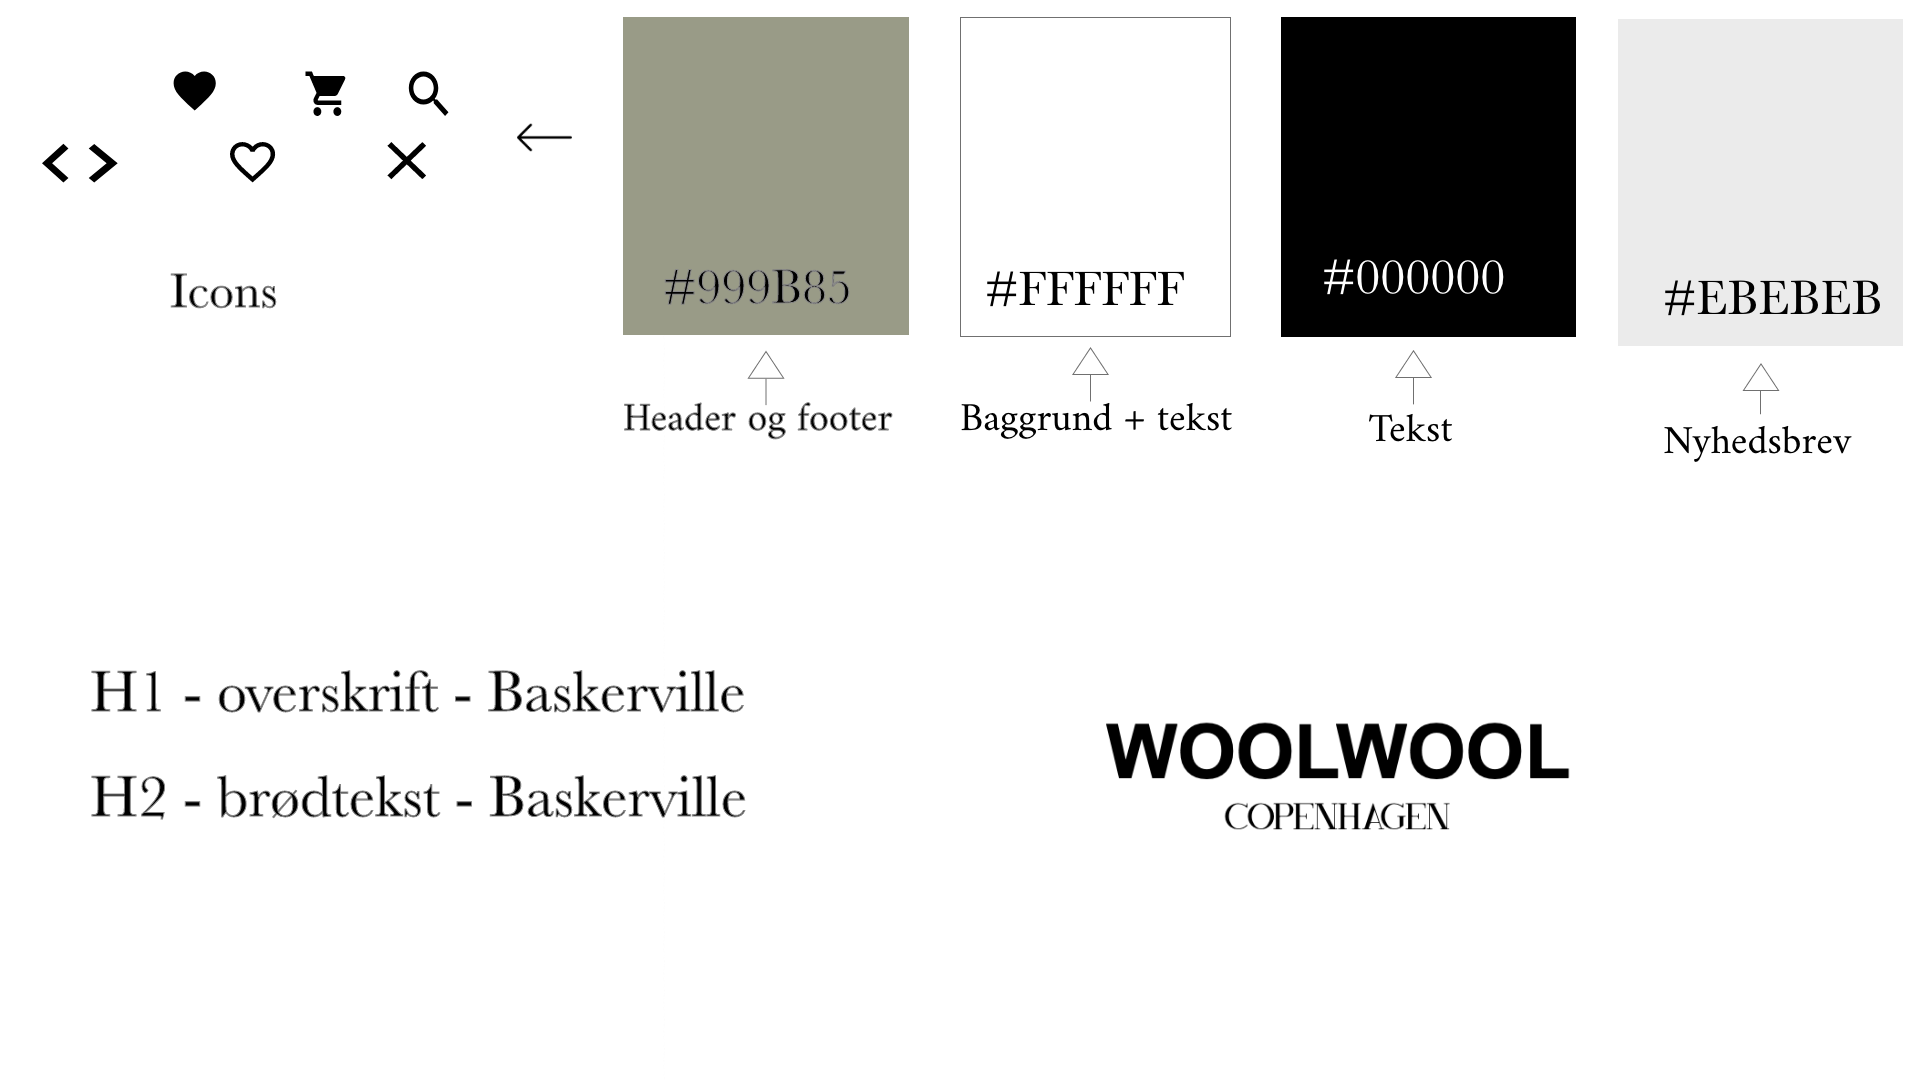 Icons
#999B85
#FFFFFF
#000000
#EBEBEB
Header og footer
Baggrund + tekst
Tekst
Nyhedsbrev
H1 - overskrift - Baskerville
H2 - brødtekst - Baskerville
WOOLWOOL
COPENHAGEN